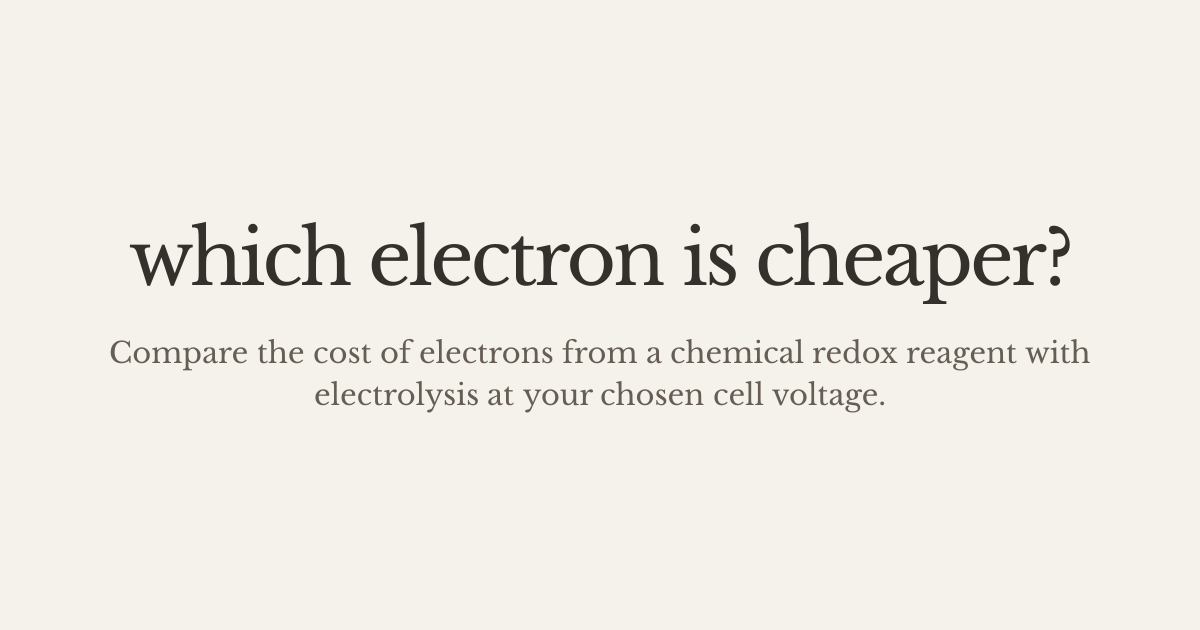 which electron is cheaper?
Compare the cost of electrons from a chemical redox reagent with
electrolysis at your chosen cell voltage.